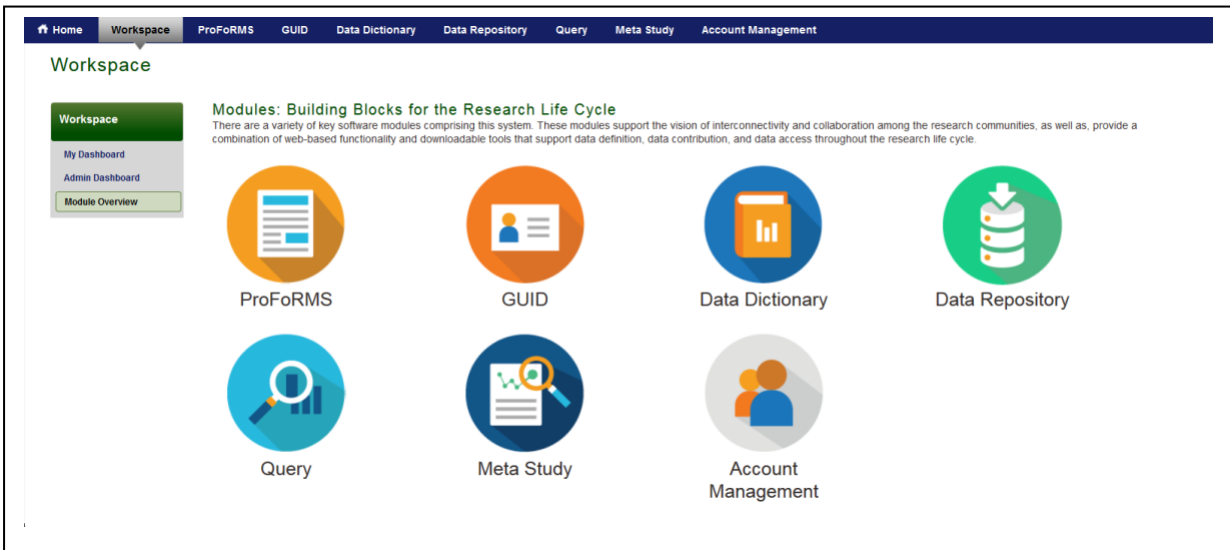 Home Workspace ProFoRMS GUID Data Dictionary Data Repository Query Meta Study Account Management
Workspace
Workspace
My Dashboard
Admin Dashboard
Module Overview
Modules: Building Blocks for the Research Life Cycle
There are a variety of key software modules comprising this system. These modules support the vision of interconnectivity and collaboration among the research communities, as well as, provide a
combination of web-based functionality and downloadable tools that support data definition, data contribution, and data access throughout the research life cycle.
ProFoRMS GUID Data Dictionary Data Repository
Query Meta Study Account
Management